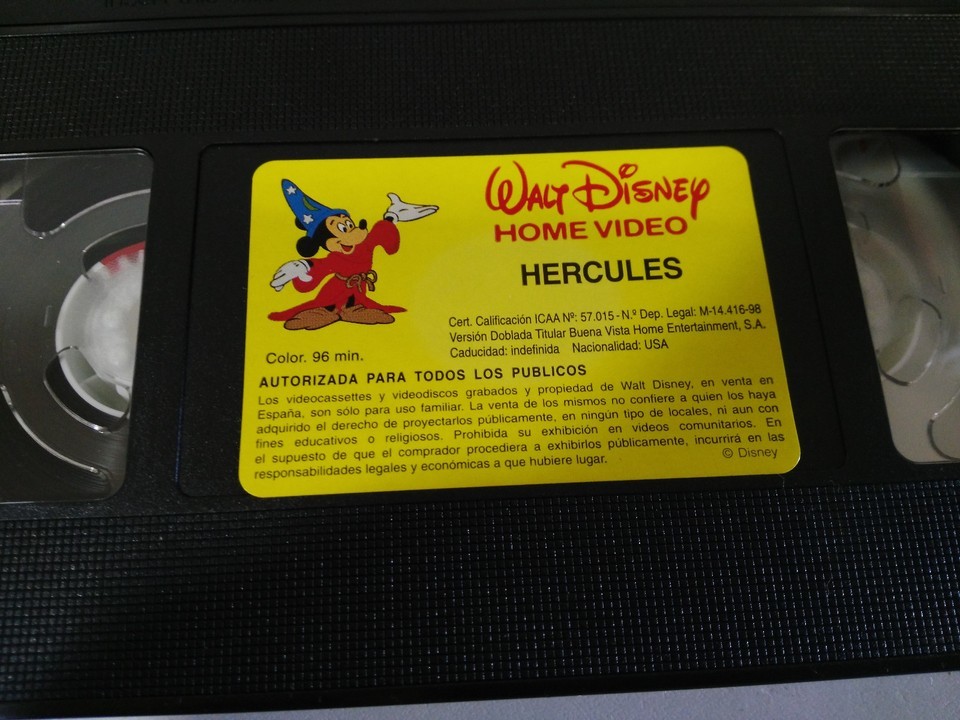 WALT DISNEY
HOME VIDEO
HERCULES
Cert. Calificación ICAA Nº: 57.015 - N.º Dep. Legal: M-14.416-98
Versión Doblada Titular Buena Vista Home Entertainment, S.A.
Caducidad: indefinida Nacionalidad: USA
Color. 96 min.
AUTORIZADA PARA TODOS LOS PUBLICOS
Los videocassettes y videodiscos grabados y propiedad de Walt Disney, en venta en
España, son sólo para uso familiar. La venta de los mismos no confiere a quien los haya
adquirido el derecho de proyectarlos públicamente, en ningún tipo de locales, ni aun con
fines educativos o religiosos. Prohibida su exhibición en videos comunitarios. En
el supuesto de que el comprador procediera a exhibirlos públicamente, incurrirá en las
responsabilidades legales y económicas a que hubiere lugar.
© Disney